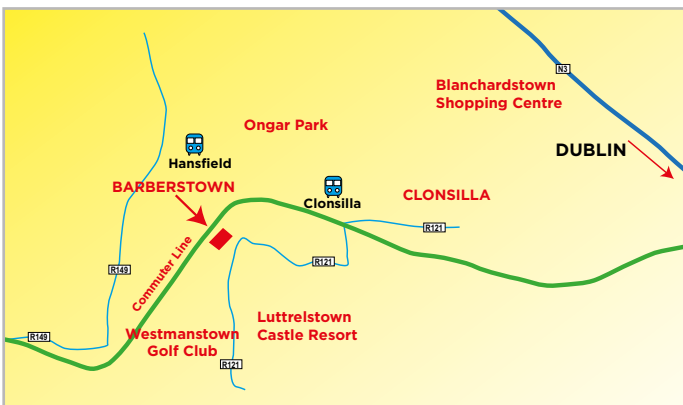 N3
Blanchardstown
Shopping Centre
Ongar Park
DUBLIN
Hansfield
BARBERSTOWN
Clonsilla
CLONSILLA
R121
Commuter Line
R121
R149
Luttrelstown
Castle Resort
Westmanstown
Golf Club
R149
R121